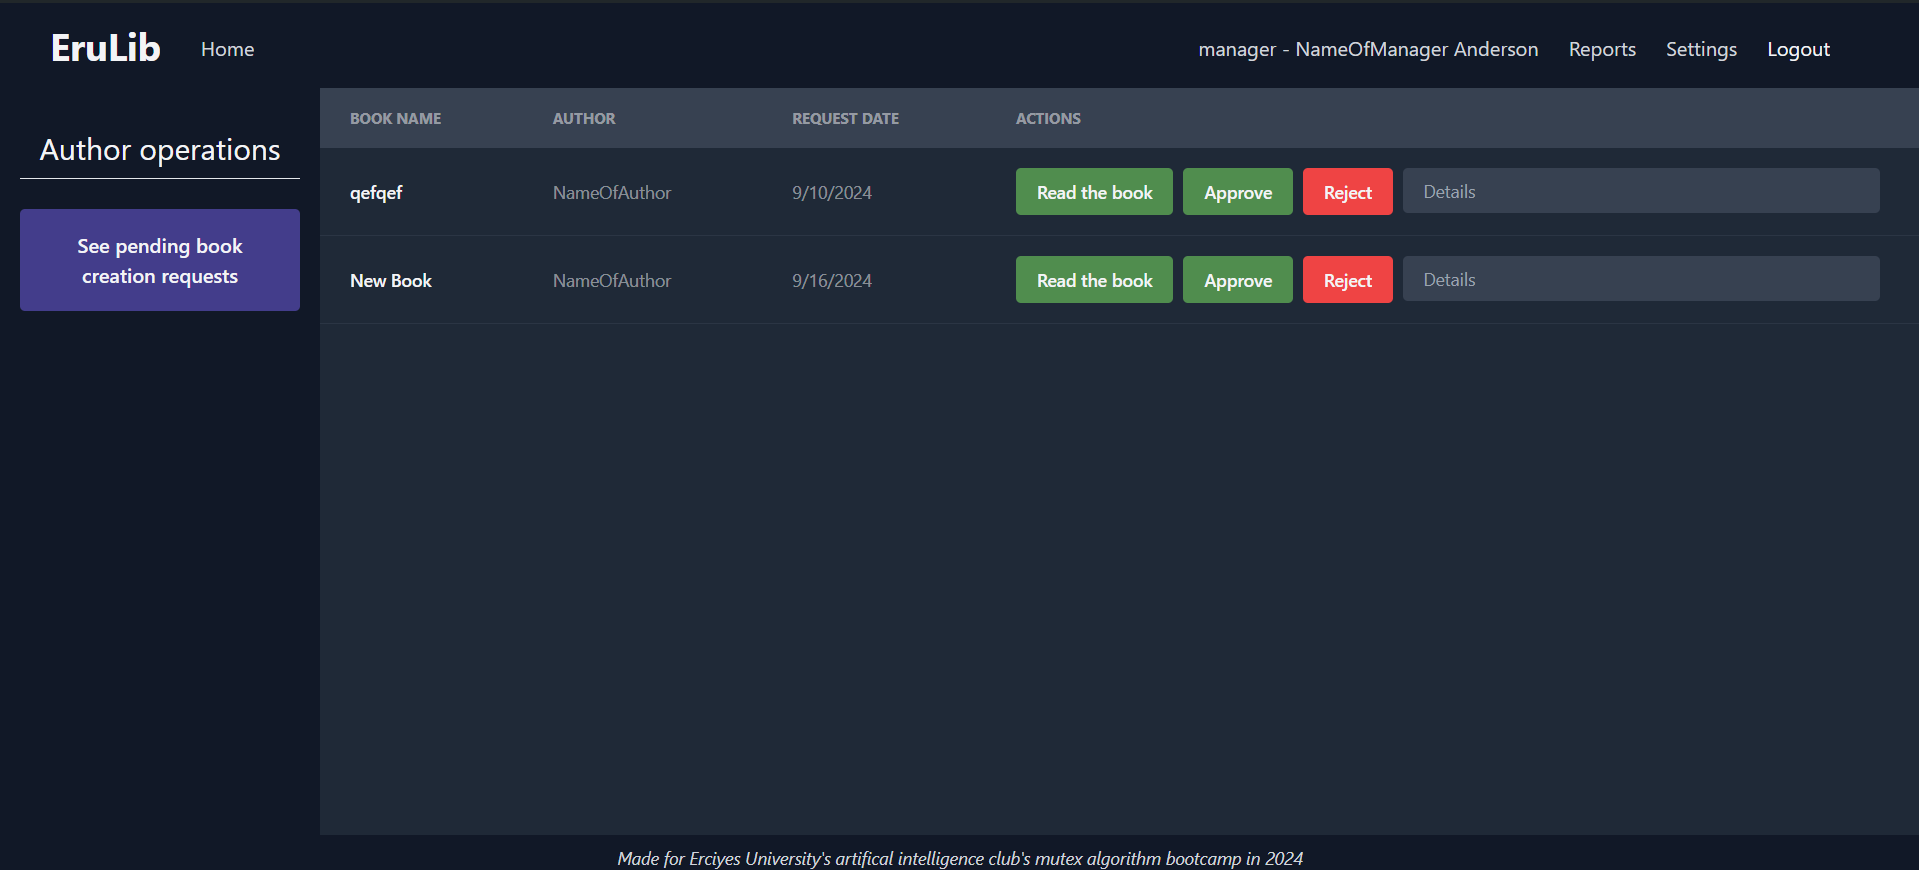 EruLib Home manager - NameOfManager Anderson Reports Settings Logout
Author operations
See pending book
creation requests
BOOK NAME AUTHOR REQUEST DATE ACTIONS
qefqef NameOfAuthor 9/10/2024 Read the book Approve Reject Details
New Book NameOfAuthor 9/16/2024 Read the book Approve Reject Details
Made for Erciyes University's artifical intelligence club's mutex algorithm bootcamp in 2024